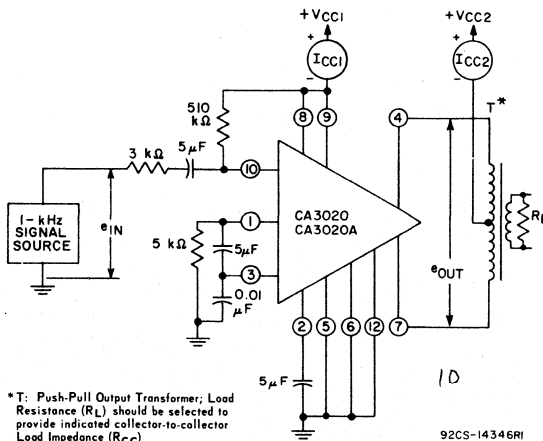 +VCC1
+VCC2
+
ICC1
-
+
ICC2
-
510
kΩ
8
9
4
T*
3 kΩ
5μF
10
1-kHz
SIGNAL
SOURCE
eIN
1
CA3020
CA3020A
5 kΩ
5μF
3
0.01
μF
eOUT
RL
2
5
6
12
7
5μF
10
* T: Push-Pull Output Transformer; Load
Resistance (RL) should be selected to
provide indicated collector-to-collector
Load Impedance (RCC)
92CS-14346RI